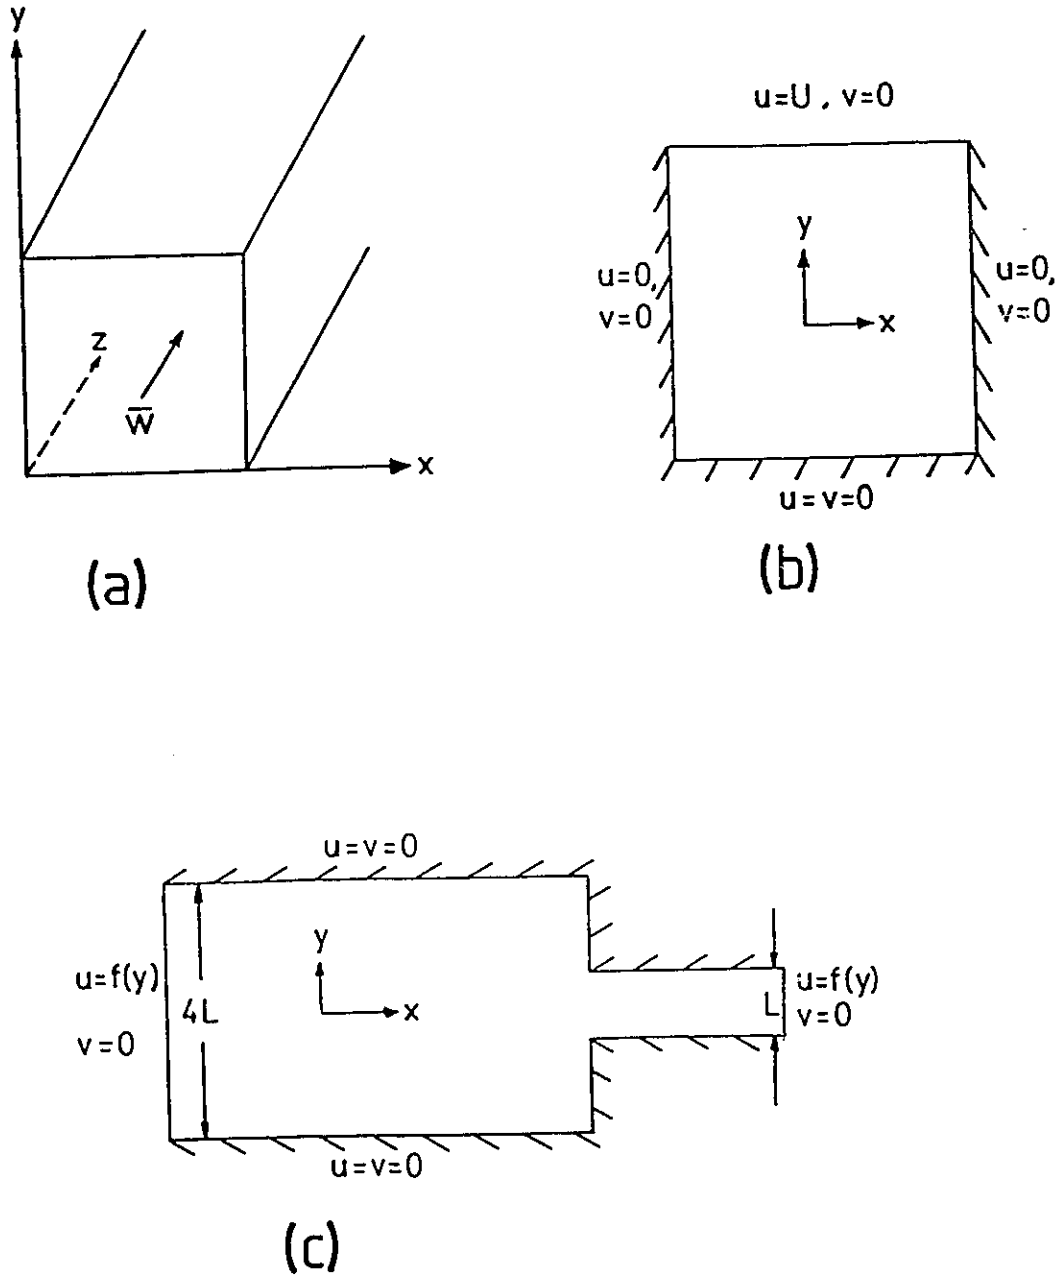 y
z
W̅
x
(a)
u=U, v=0
y
u=0,
v=0
x
u=0,
v=0
u=v=0
(b)
u=v=0
y
u=f(y)
v=0
4L
x
L
u=f(y)
v=0
u=v=0
(c)